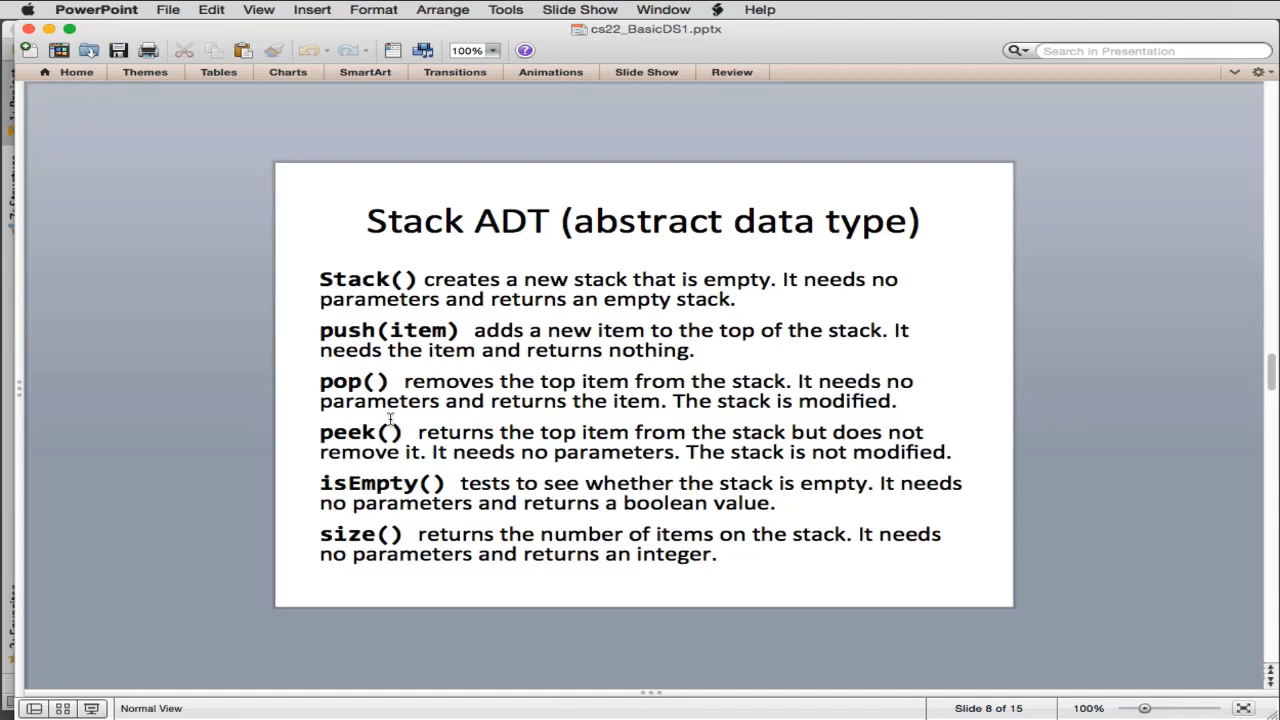 PowerPoint File Edit View Insert Format Arrange Tools Slide Show Window Help
cs22_BasicDS1.pptx
100% Search in Presentation
Home Themes Tables Charts SmartArt Transitions Animations Slide Show Review
Stack ADT (abstract data type)
Stack() creates a new stack that is empty. It needs no
parameters and returns an empty stack.
push(item) adds a new item to the top of the stack. It
needs the item and returns nothing.
pop() removes the top item from the stack. It needs no
parameters and returns the item. The stack is modified.
peek() returns the top item from the stack but does not
remove it. It needs no parameters. The stack is not modified.
isEmpty() tests to see whether the stack is empty. It needs
no parameters and returns a boolean value.
size() returns the number of items on the stack. It needs
no parameters and returns an integer.
Normal View Slide 8 of 15 100%